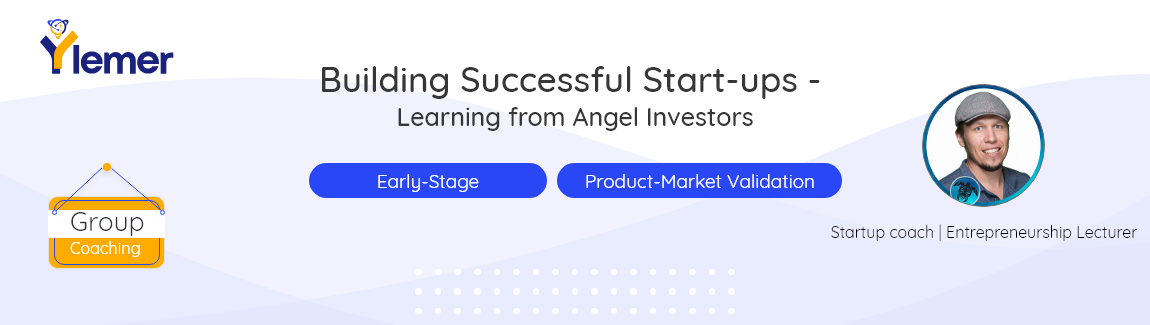 Ylemer
Building Successful Start-ups -
Learning from Angel Investors
Early-Stage
Product-Market Validation
Group
Coaching
Startup coach | Entrepreneurship Lecturer